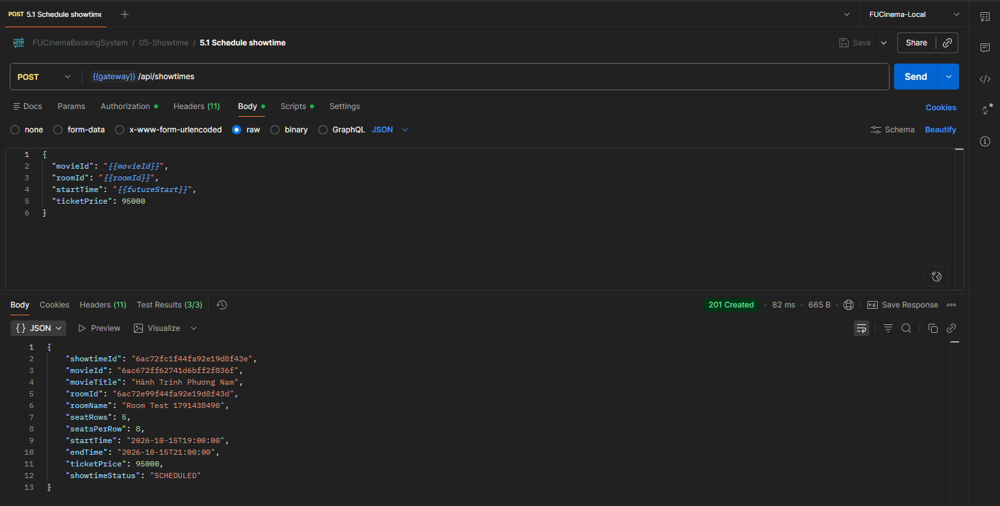 POST 5.1 Schedule showtime
FUCinema-Local
HTTP FUCinemaBookingSystem / 05-Showtime / 5.1 Schedule showtime
Save
Share
POST {{gateway}} /api/showtimes
Send
Docs Params Authorization Headers (11) Body Scripts Settings
Cookies
none form-data x-www-form-urlencoded raw binary GraphQL JSON
Schema Beautify
1 {
2 "movieId": "{{movieId}}",
3 "roomId": "{{roomId}}",
4 "startTime": "{{futureStart}}",
5 "ticketPrice": 95000
6 }
Body Cookies Headers (11) Test Results (3/3)
201 Created • 82 ms • 665 B • e.g. Save Response
{} JSON Preview Visualize
1 {
2 "showtimeId": "6ac72fc1f44fa92e19d8f43e",
3 "movieId": "6ac672ff62741d6bff2f836f",
4 "movieTitle": "Hành Trình Phương Nam",
5 "roomId": "6ac72e99f44fa92e19d8f43d",
6 "roomName": "Room Test 1791438490",
7 "seatRows": 5,
8 "seatsPerRow": 8,
9 "startTime": "2026-10-15T19:00:00",
10 "endTime": "2026-10-15T21:00:00",
11 "ticketPrice": 95000,
12 "showtimeStatus": "SCHEDULED"
13 }